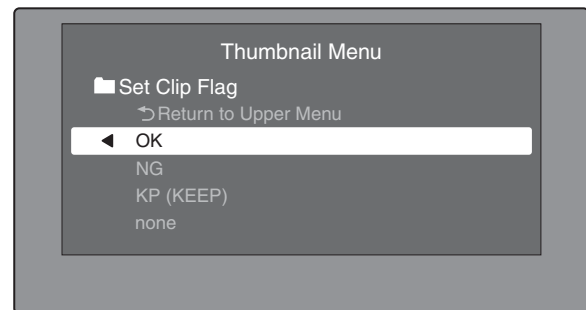 Thumbnail Menu
Set Clip Flag
Return to Upper Menu
OK
NG
KP (KEEP)
none